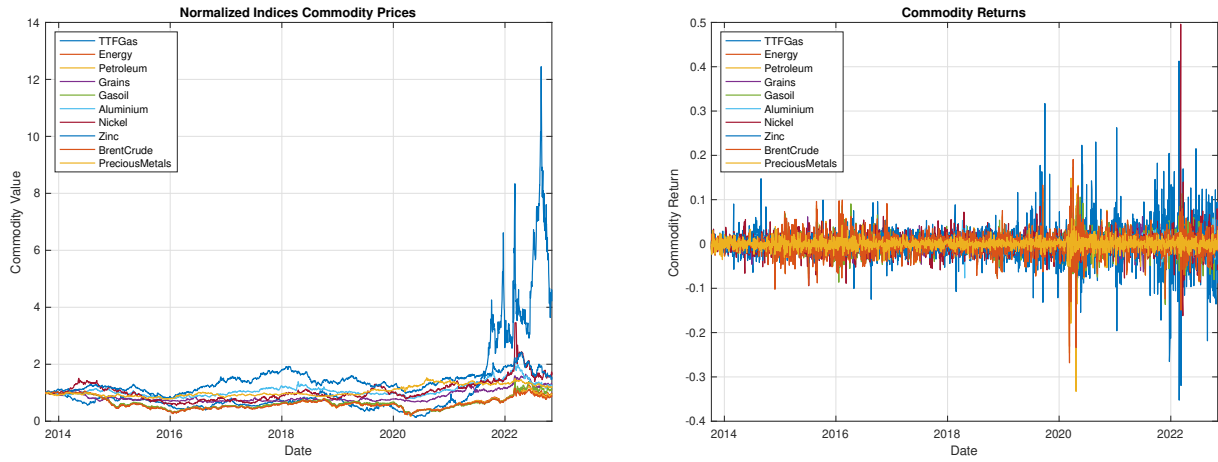 Normalized Indices Commodity Prices
14
12
10
8
6
4
2
0
Commodity Value
TTFGas
Energy
Petroleum
Grains
Gasoil
Aluminium
Nickel
Zinc
BrentCrude
PreciousMetals
2014 2016 2018 2020 2022
Date
Commodity Returns
0.5
0.4
0.3
0.2
0.1
0
-0.1
-0.2
-0.3
-0.4
Commodity Return
TTFGas
Energy
Petroleum
Grains
Gasoil
Aluminium
Nickel
Zinc
BrentCrude
PreciousMetals
2014 2016 2018 2020 2022
Date